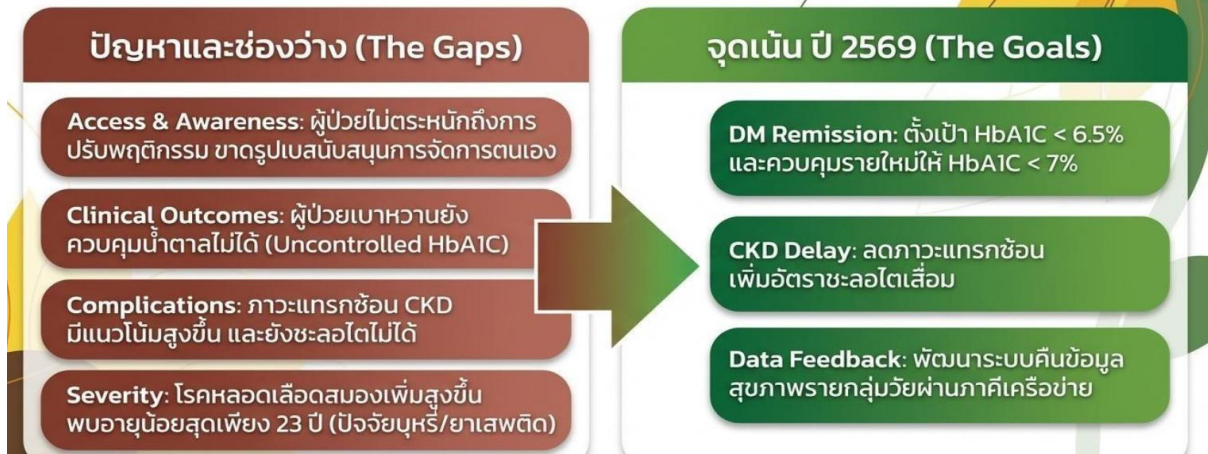 ปัญหาและช่องว่าง (The Gaps)
Access & Awareness: ผู้ป่วยไม่ตระหนักถึงการ
ปรับพฤติกรรม ขาดรูปเบสนับสนุนการจัดการตนเอง
Clinical Outcomes: ผู้ป่วยเบาหวานยัง
ควบคุมน้ำตาลไม่ได้ (Uncontrolled HbA1C)
Complications: ภาวะแทรกซ้อน CKD
มีแนวโน้มสูงขึ้น และยังชะลอไตไม่ได้
Severity: โรคหลอดเลือดสมองเพิ่มสูงขึ้น
พบอายุน้อยสุดเพียง 23 ปี (ปัจจัยบุหรี่/ยาเสพติด)
จุดเน้น ปี 2569 (The Goals)
DM Remission: ตั้งเป้า HbA1C < 6.5%
และควบคุมรายใหม่ให้ HbA1C < 7%
CKD Delay: ลดภาวะแทรกซ้อน
เพิ่มอัตราชะลอไตเสื่อม
Data Feedback: พัฒนาระบบคืนข้อมูล
สุขภาพรายกลุ่มวัยผ่านภาคีเครือข่าย